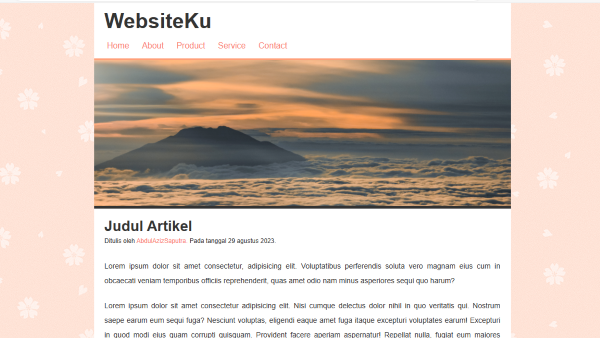 WebsiteKu
Home About Product Service Contact
Judul Artikel
Ditulis oleh AbdulAzizSaputra. Pada tanggal 29 agustus 2023.
Lorem ipsum dolor sit amet consectetur, adipisicing elit. Voluptatibus perferendis soluta vero magnam eius cum in
obcaecati veniam temporibus officiis reprehenderit, quas amet odio nam minus asperiores sequi quo harum?
Lorem ipsum dolor sit amet consectetur, adipisicing elit. Nisi cumque delectus dolor nihil in quo veritatis qui. Nostrum
saepe earum eum sequi fuga? Nesciunt voluptas, eligendi eaque amet fuga itaque excepturi voluptates earum! Excepturi
in quod modi eius quam corrupti quisquam. Provident facere aperiam aspernatur! Repellat nulla, fugiat eum maiores